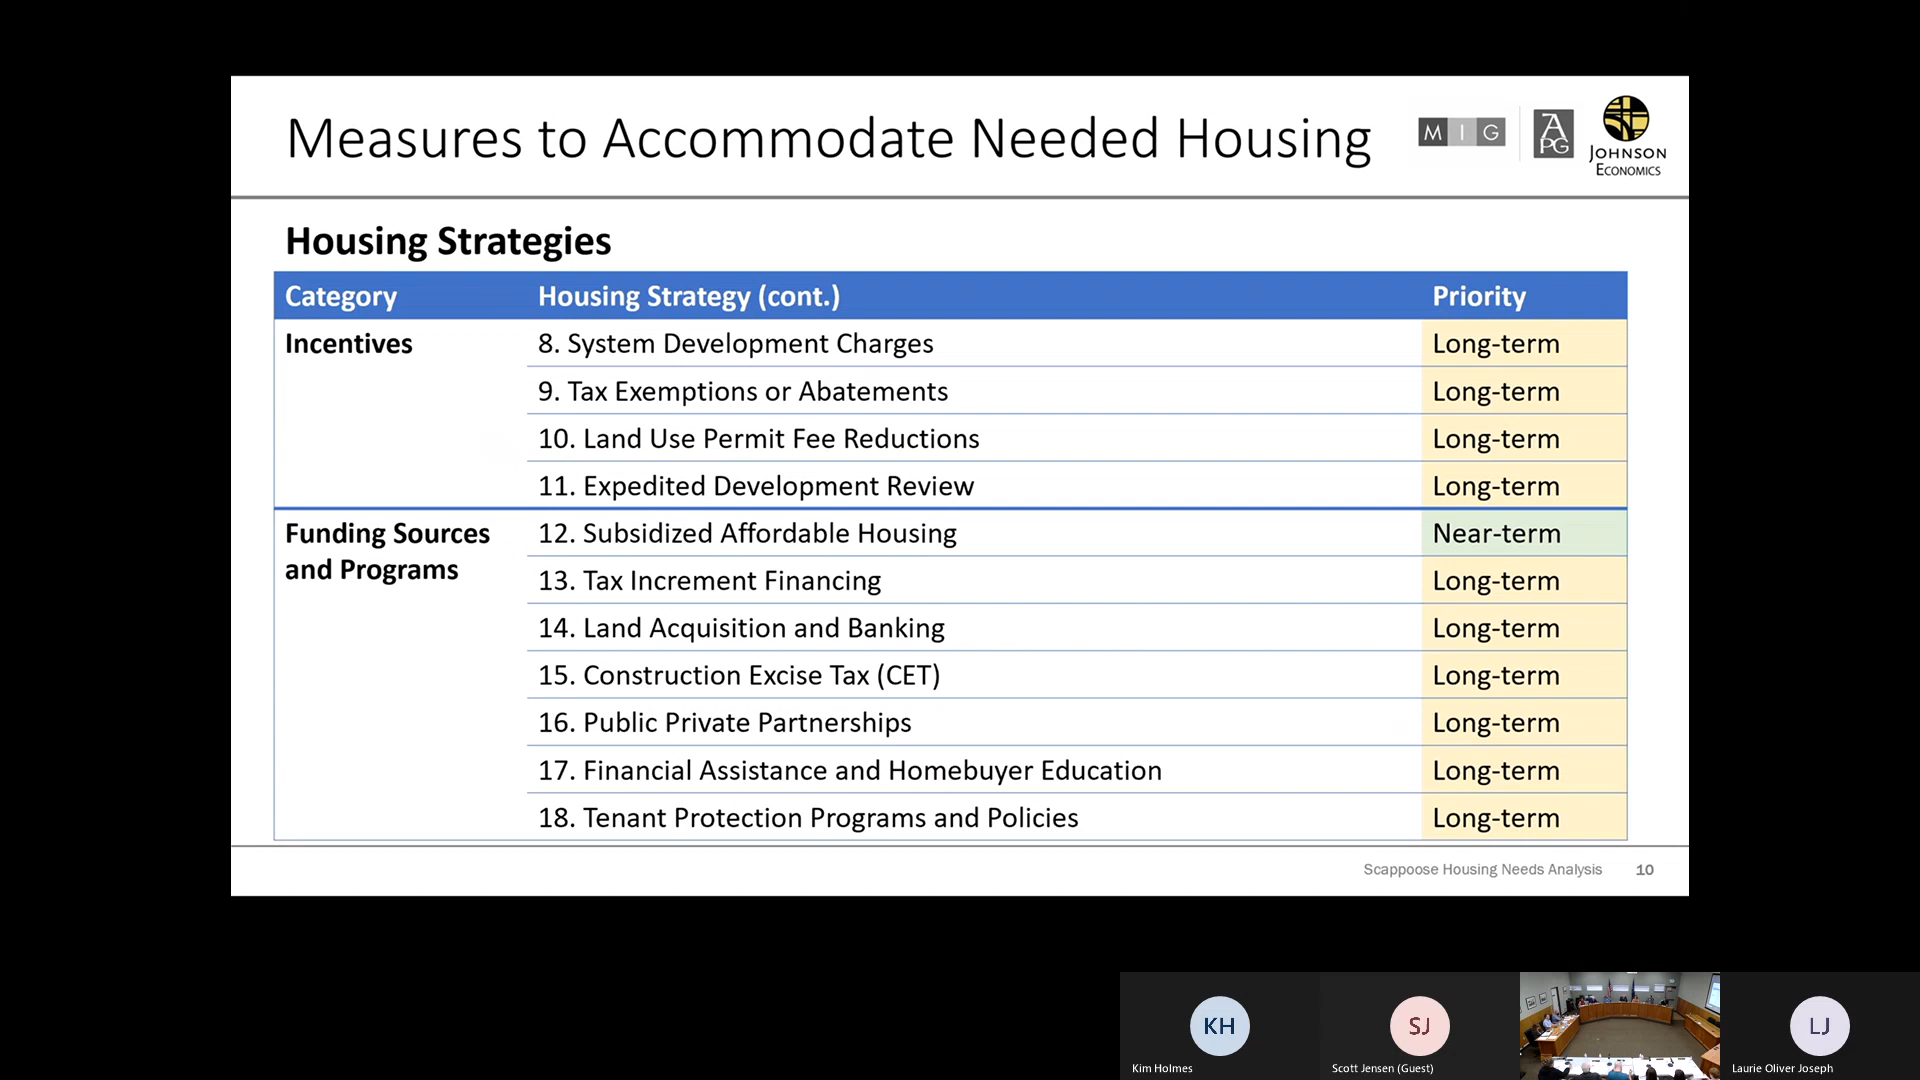 Measures to Accommodate Needed Housing
M I G
APG
JOHNSON
ECONOMICS
Housing Strategies
Category Housing Strategy (cont.) Priority
Incentives 8. System Development Charges Long-term
9. Tax Exemptions or Abatements Long-term
10. Land Use Permit Fee Reductions Long-term
11. Expedited Development Review Long-term
Funding Sources 12. Subsidized Affordable Housing Near-term
and Programs 13. Tax Increment Financing Long-term
14. Land Acquisition and Banking Long-term
15. Construction Excise Tax (CET) Long-term
16. Public Private Partnerships Long-term
17. Financial Assistance and Homebuyer Education Long-term
18. Tenant Protection Programs and Policies Long-term
Scappoose Housing Needs Analysis 10
KH SJ LJ
Kim Holmes Scott Jensen (Guest) Laurie Oliver Joseph